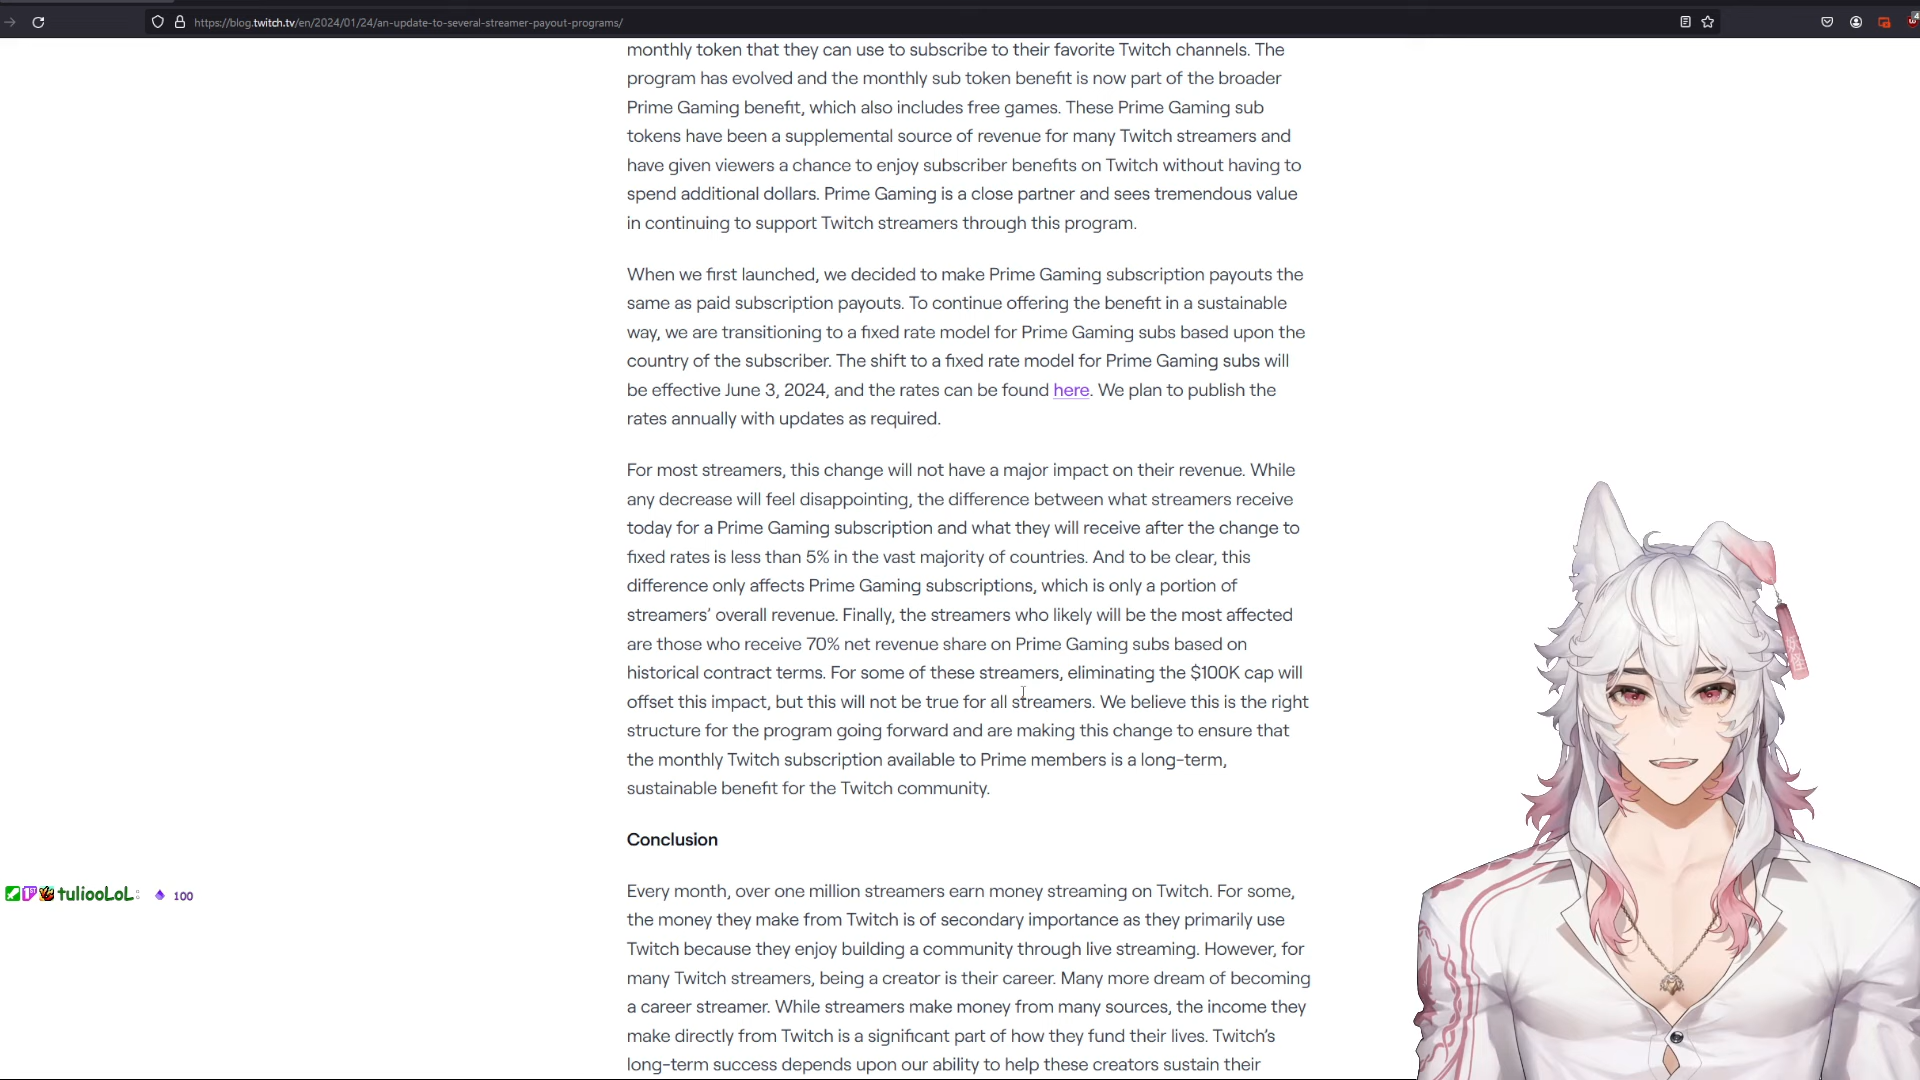 https://blog.twitch.tv/en/2024/01/24/an-update-to-several-streamer-payout-programs/
4
monthly token that they can use to subscribe to their favorite Twitch channels. The
program has evolved and the monthly sub token benefit is now part of the broader
Prime Gaming benefit, which also includes free games. These Prime Gaming sub
tokens have been a supplemental source of revenue for many Twitch streamers and
have given viewers a chance to enjoy subscriber benefits on Twitch without having to
spend additional dollars. Prime Gaming is a close partner and sees tremendous value
in continuing to support Twitch streamers through this program.
When we first launched, we decided to make Prime Gaming subscription payouts the
same as paid subscription payouts. To continue offering the benefit in a sustainable
way, we are transitioning to a fixed rate model for Prime Gaming subs based upon the
country of the subscriber. The shift to a fixed rate model for Prime Gaming subs will
be effective June 3, 2024, and the rates can be found here. We plan to publish the
rates annually with updates as required.
For most streamers, this change will not have a major impact on their revenue. While
any decrease will feel disappointing, the difference between what streamers receive
today for a Prime Gaming subscription and what they will receive after the change to
fixed rates is less than 5% in the vast majority of countries. And to be clear, this
difference only affects Prime Gaming subscriptions, which is only a portion of
streamers’ overall revenue. Finally, the streamers who likely will be the most affected
are those who receive 70% net revenue share on Prime Gaming subs based on
historical contract terms. For some of these streamers, eliminating the $100K cap will
offset this impact, but this will not be true for all streamers. We believe this is the right
structure for the program going forward and are making this change to ensure that
the monthly Twitch subscription available to Prime members is a long-term,
sustainable benefit for the Twitch community.
Conclusion
Every month, over one million streamers earn money streaming on Twitch. For some,
the money they make from Twitch is of secondary importance as they primarily use
Twitch because they enjoy building a community through live streaming. However, for
many Twitch streamers, being a creator is their career. Many more dream of becoming
a career streamer. While streamers make money from many sources, the income they
make directly from Twitch is a significant part of how they fund their lives. Twitch’s
long-term success depends upon our ability to help these creators sustain their
1ST tuliooLoL: 100